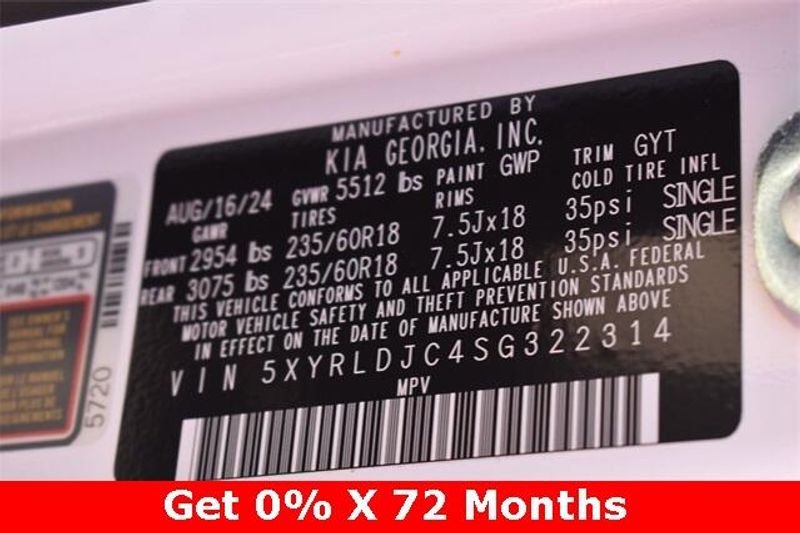 MANUFACTURED BY
KIA GEORGIA, INC.
AUG/16/24 GVWR 5512 lbs PAINT GWP TRIM GYT
GAWR TIRES RIMS COLD TIRE INFL
FRONT 2954 lbs 235/60R18 7.5Jx18 35psi SINGLE
REAR 3075 lbs 235/60R18 7.5Jx18 35psi SINGLE
THIS VEHICLE CONFORMS TO ALL APPLICABLE U.S.A. FEDERAL
MOTOR VEHICLE SAFETY AND THEFT PREVENTION STANDARDS
IN EFFECT ON THE DATE OF MANUFACTURE SHOWN ABOVE
VIN 5XYRLDJC4SG322314
MPV
5720
Get 0% X 72 Months